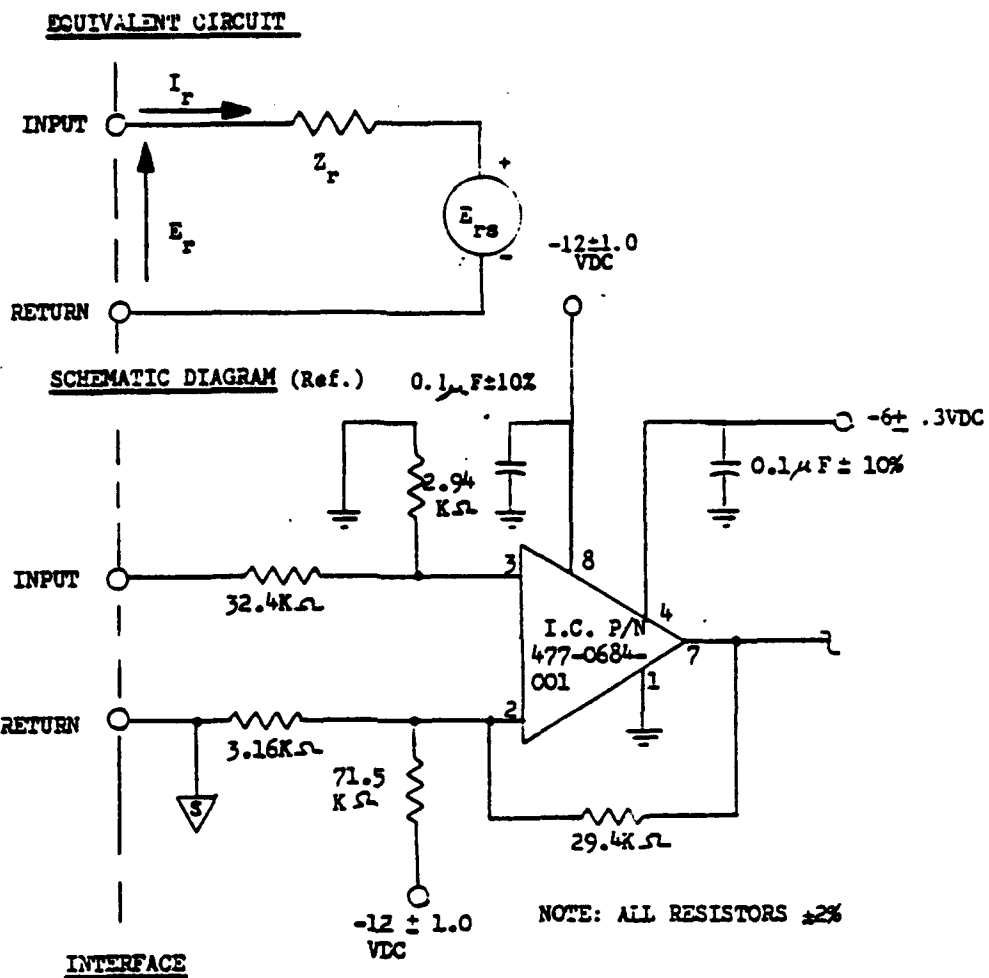 EQUIVALENT CIRCUIT
I_r
INPUT
Z_r
+
E_rs
-
E_r
-12±1.0
VDC
RETURN
SCHEMATIC DIAGRAM (Ref.)
0.1μF±10%
-6± .3VDC
2.94
KΩ
0.1μF± 10%
3
8
INPUT
32.4KΩ
4
I.C. P/N
477-0684-
001
7
1
RETURN
2
3.16KΩ
S
71.5
KΩ
29.4KΩ
-12 ± 1.0
VDC
NOTE: ALL RESISTORS ±2%
INTERFACE